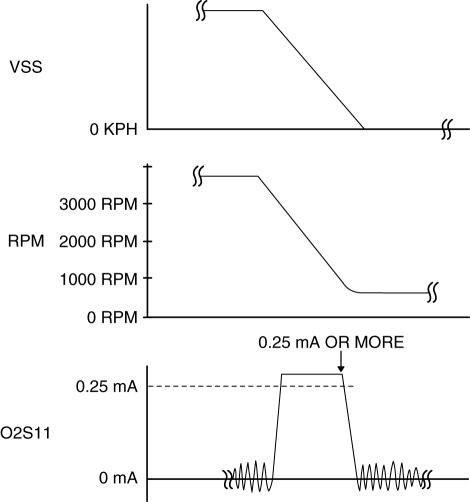 VSS
0 KPH
3000 RPM
RPM
2000 RPM
1000 RPM
0 RPM
0.25 mA OR MORE
0.25 mA
O2S11
0 mA